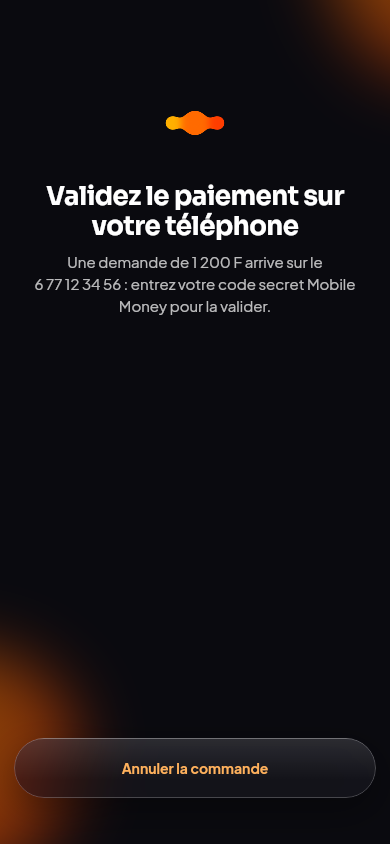 Validez le paiement sur
votre téléphone
Une demande de 1 200 F arrive sur le
6 77 12 34 56 : entrez votre code secret Mobile
Money pour la valider.
Annuler la commande